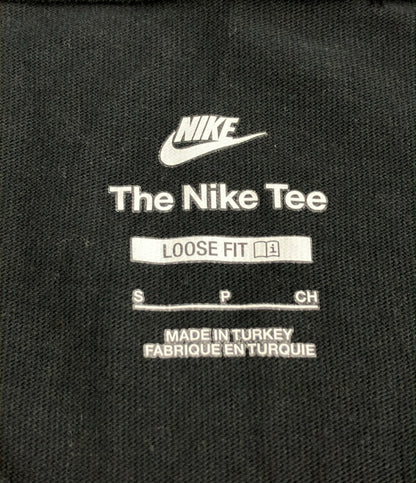 NIKE
The Nike Tee
LOOSE FIT
S P CH
MADE IN TURKEY
FABRIQUE EN TURQUIE